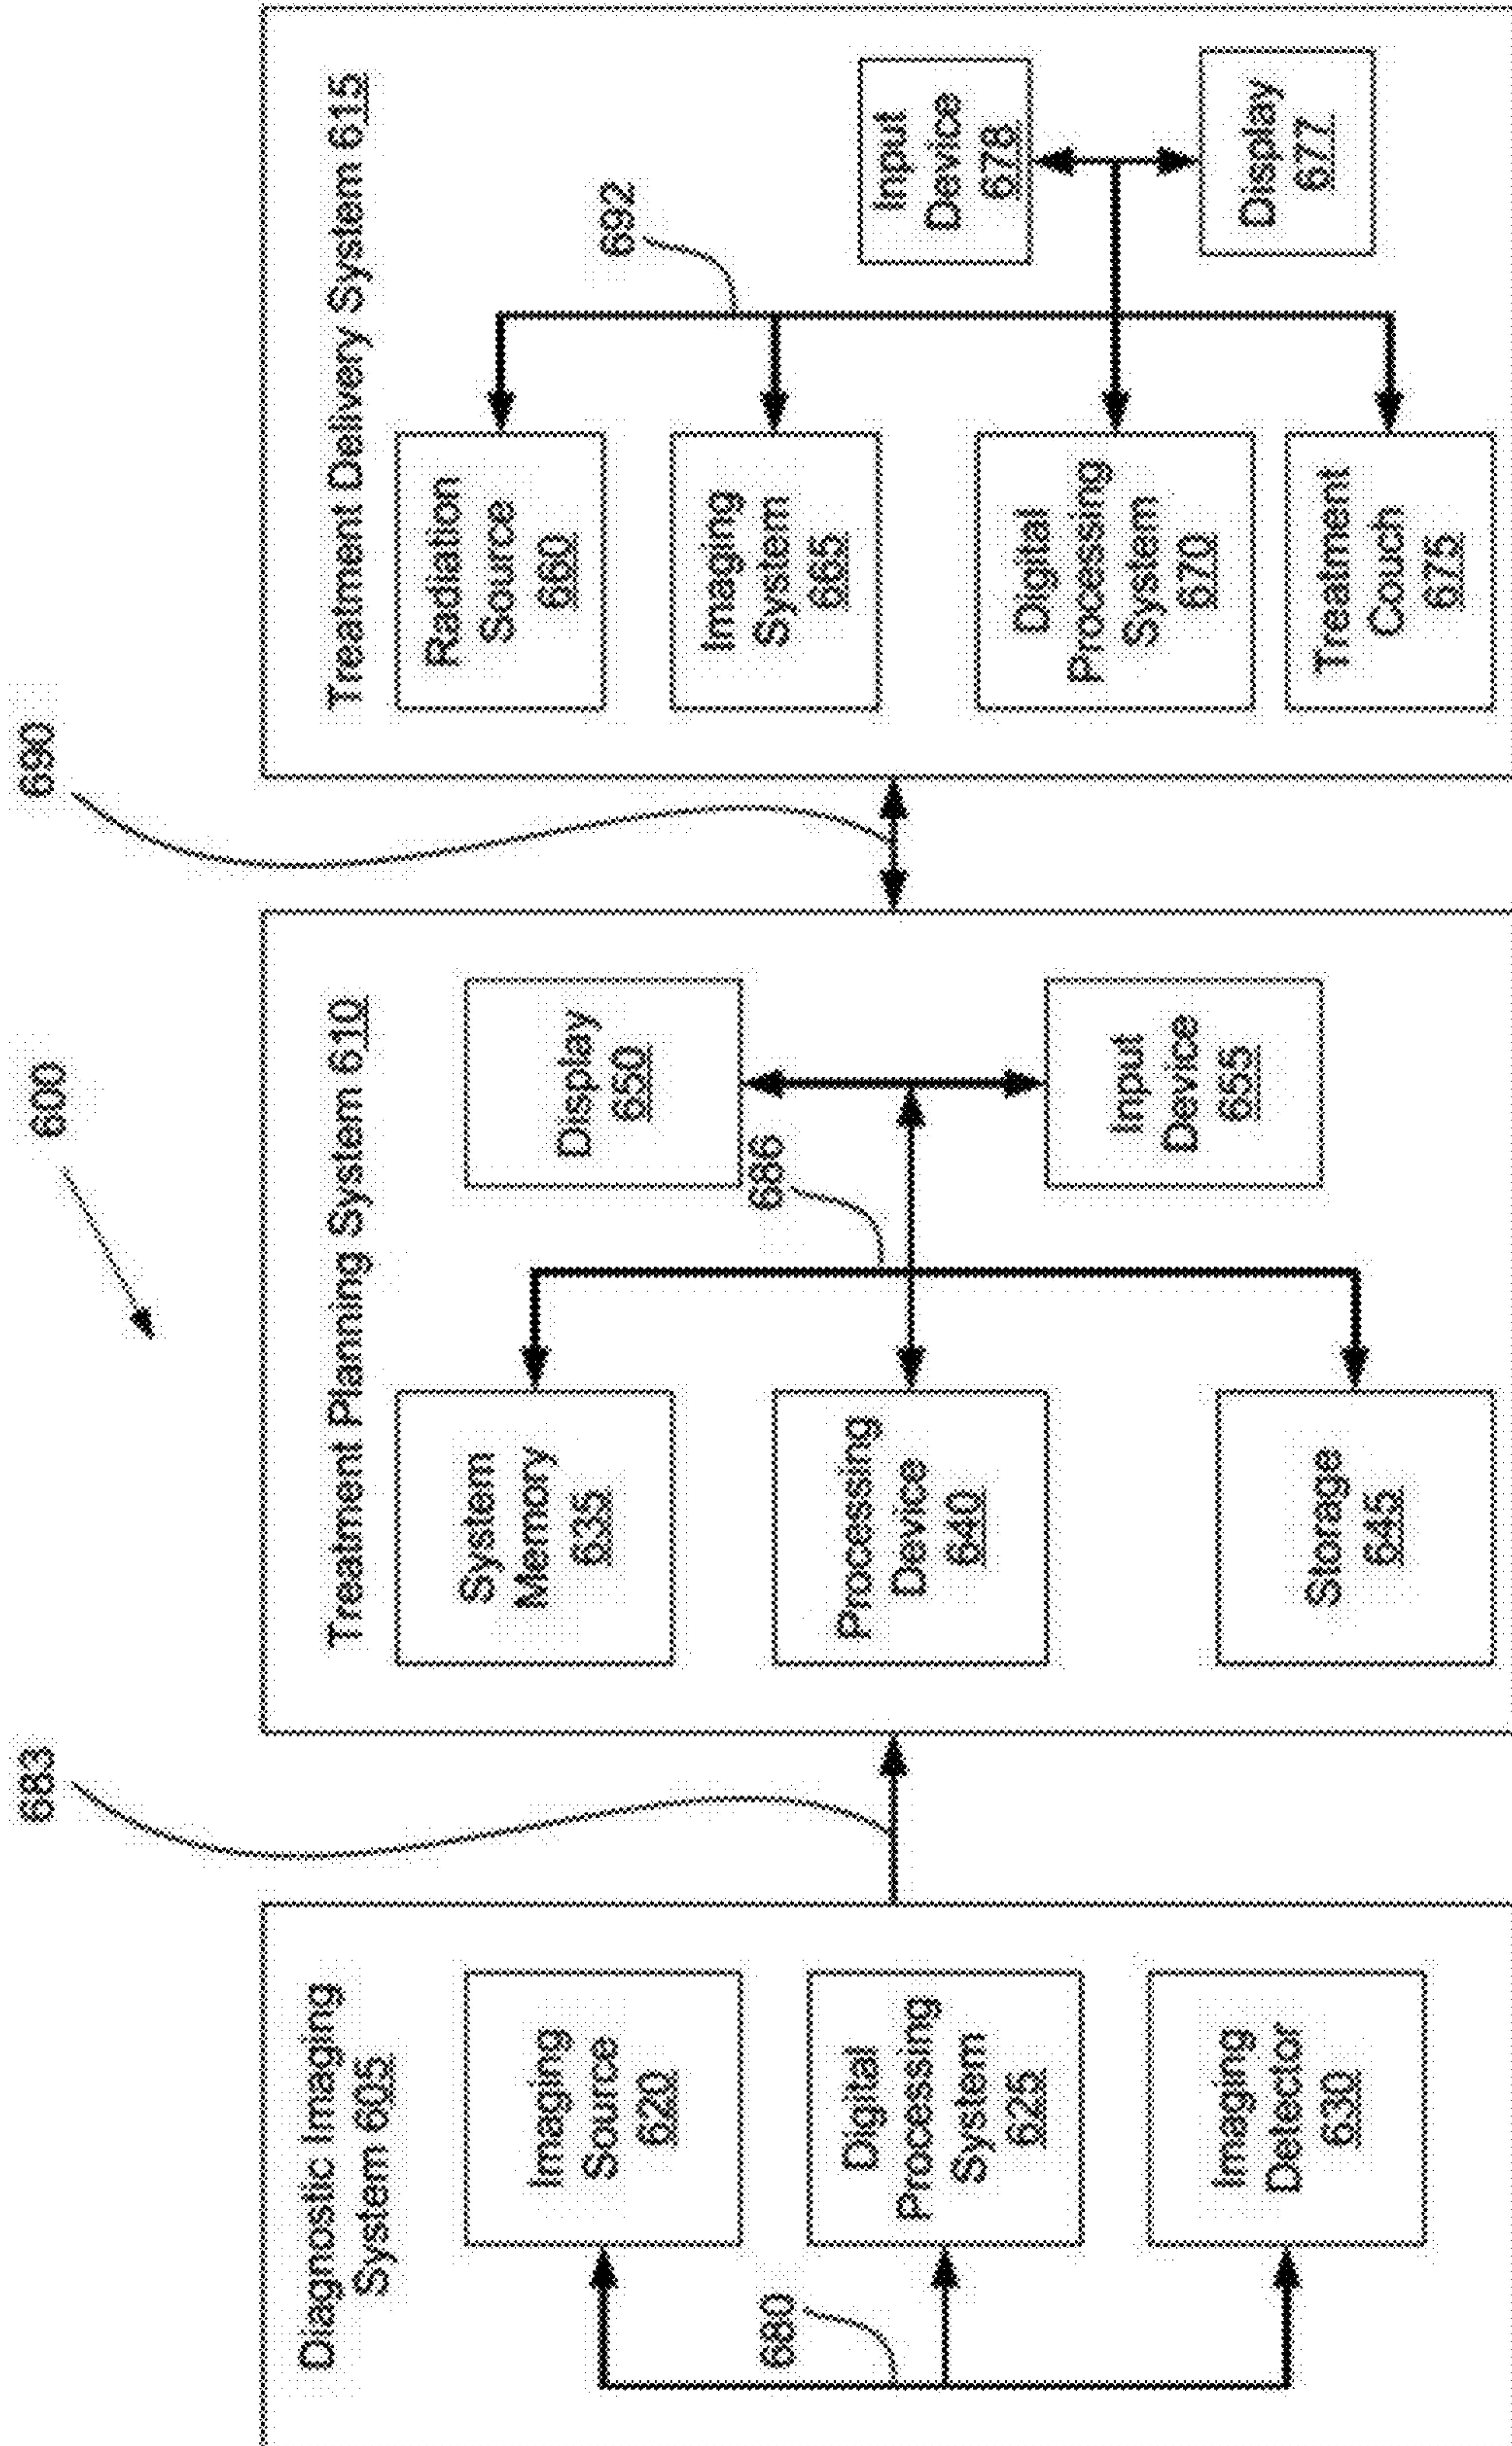 600
683
690
Diagnostic Imaging
System 605
Imaging
Source
620
Digital
Processing
System
625
Imaging
Detector
630
680
Treatment Planning System 610
System
Memory
635
Processing
Device
640
Storage
645
686
Display
650
Input
Device
655
Treatment Delivery System 615
Radiation
Source
660
Imaging
System
665
Digital
Processing
System
670
Treatment
Couch
675
692
Input
Device
678
Display
677